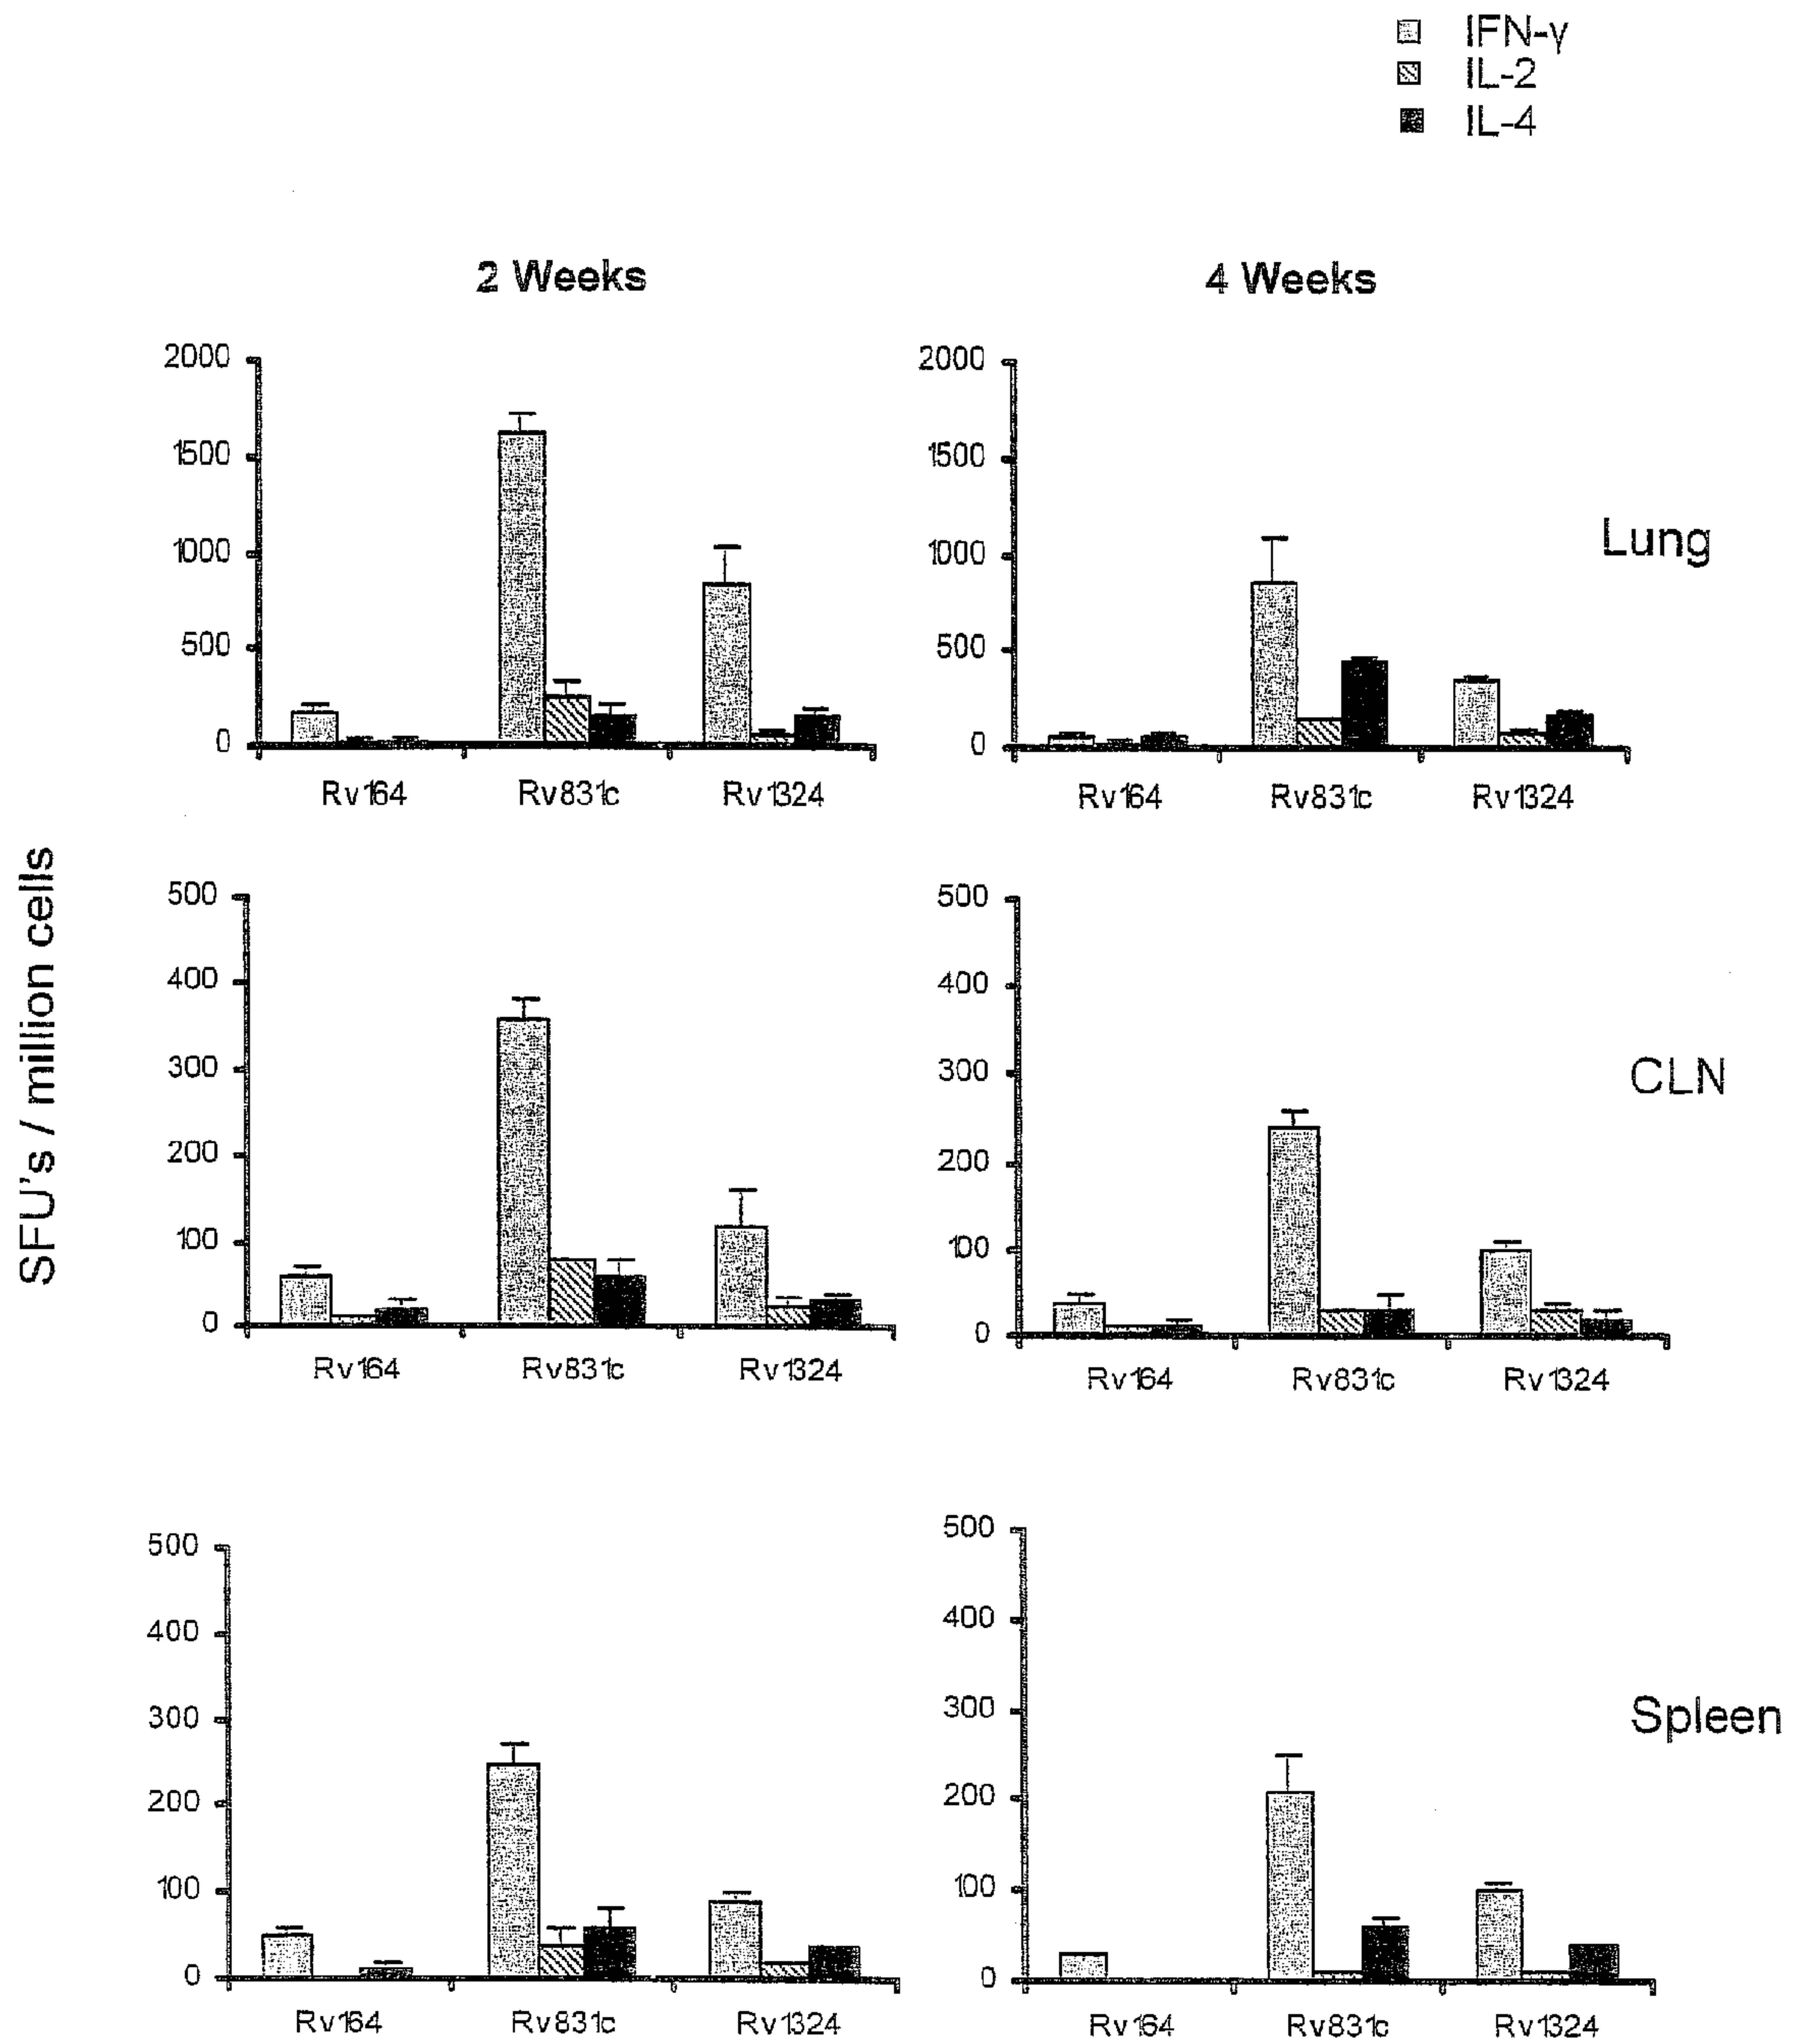 IFN-γ
IL-2
IL-4
2 Weeks
4 Weeks
2000
1500
1000
500
0
Rv164 Rv831c Rv1324
2000
1500
1000
500
0
Rv164 Rv831c Rv1324
Lung
SFU's / million cells
500
400
300
200
100
0
Rv164 Rv831c Rv1324
500
400
300
200
100
0
Rv164 Rv831c Rv1324
CLN
500
400
300
200
100
0
Rv164 Rv831c Rv1324
500
400
300
200
100
0
Rv164 Rv831c Rv1324
Spleen